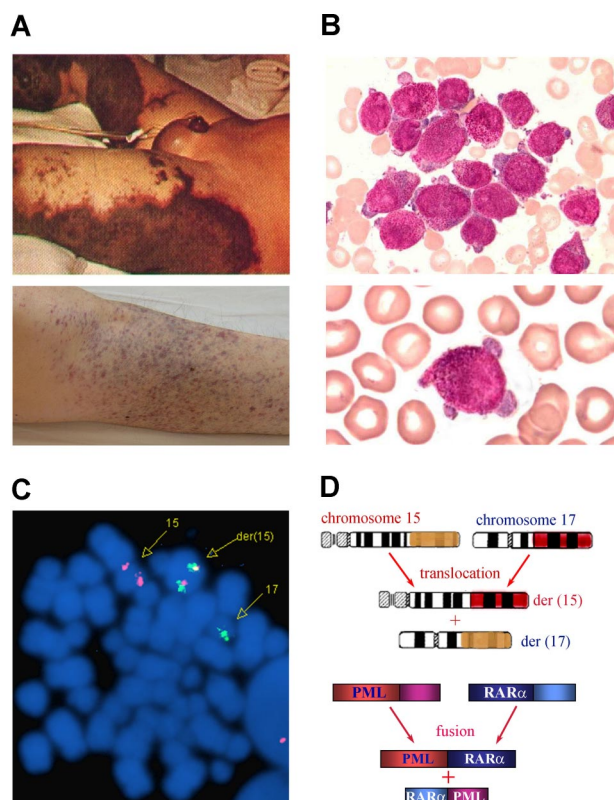 A
B
C
15
der(15)
17
D
chromosome 15
chromosome 17
translocation
der (15)
+
der (17)
PML
RARα
fusion
PML
RARα
+
RARα
PML